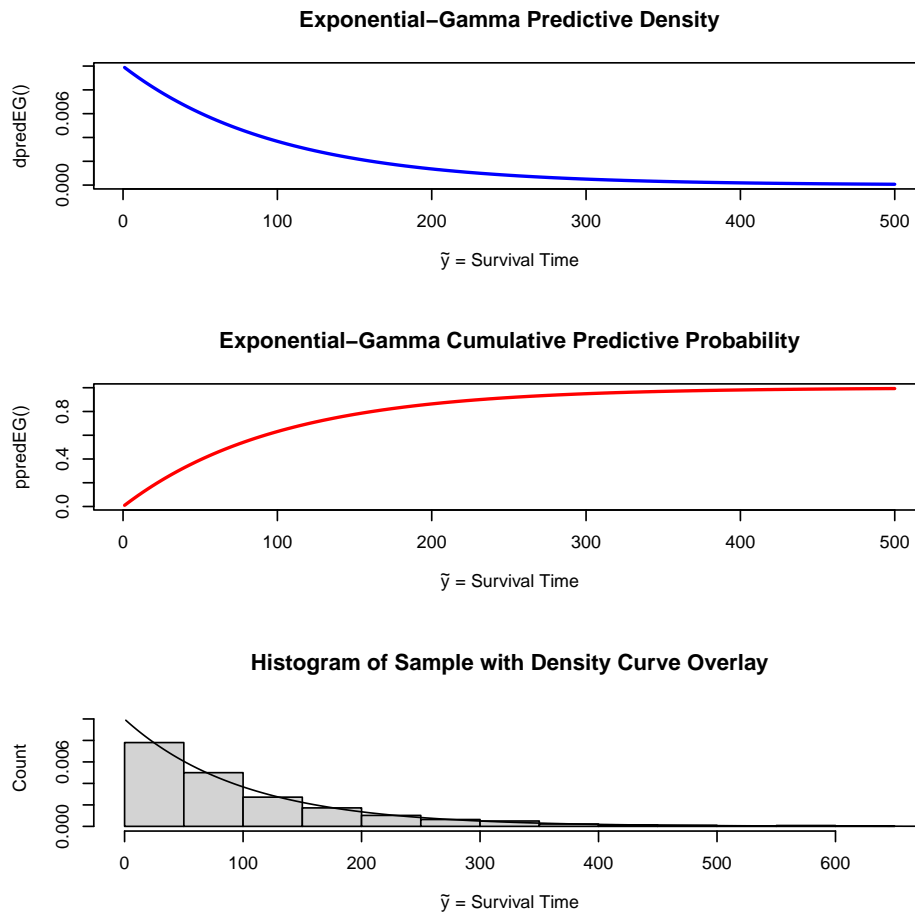 Exponential−Gamma Predictive Density
dpredEG()
0.000 0.006
0 100 200 300 400 500
ỹ = Survival Time
Exponential−Gamma Cumulative Predictive Probability
ppredEG()
0.0 0.4 0.8
0 100 200 300 400 500
ỹ = Survival Time
Histogram of Sample with Density Curve Overlay
Count
0.000 0.006
0 100 200 300 400 500 600
ỹ = Survival Time